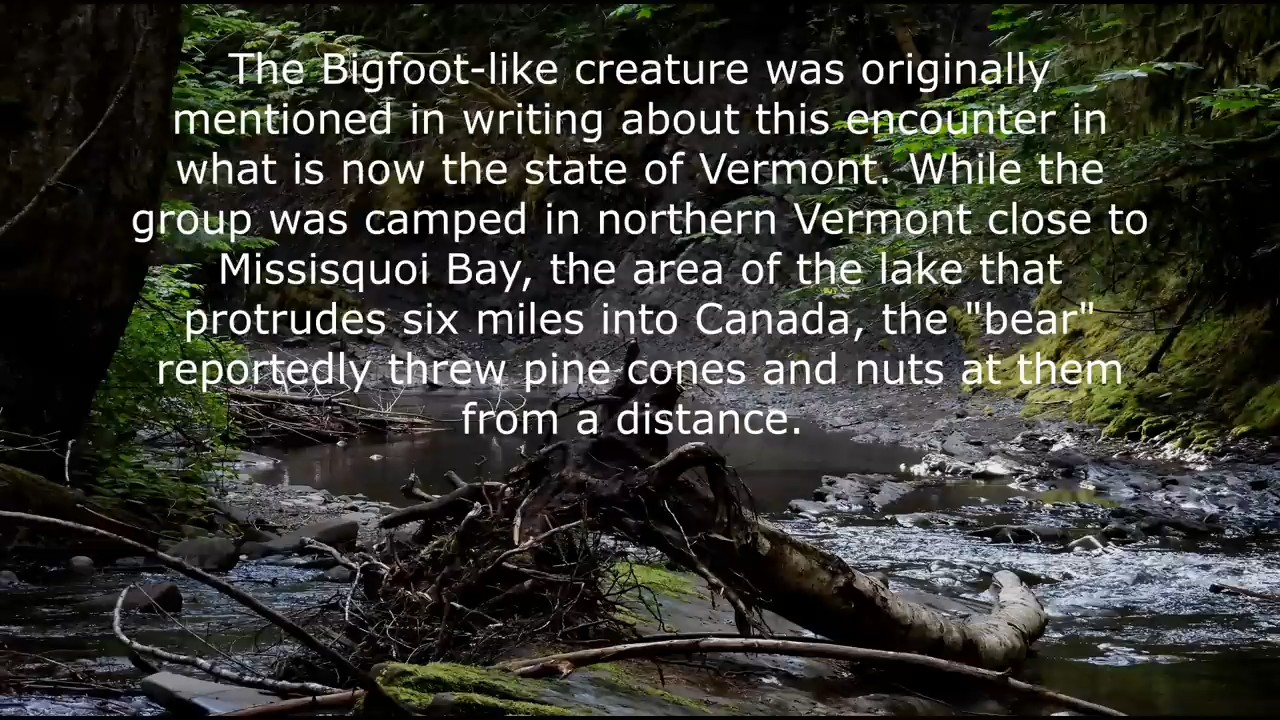 The Bigfoot-like creature was originally
mentioned in writing about this encounter in
what is now the state of Vermont. While the
group was camped in northern Vermont close to
Missisquoi Bay, the area of the lake that
protrudes six miles into Canada, the "bear"
reportedly threw pine cones and nuts at them
from a distance.